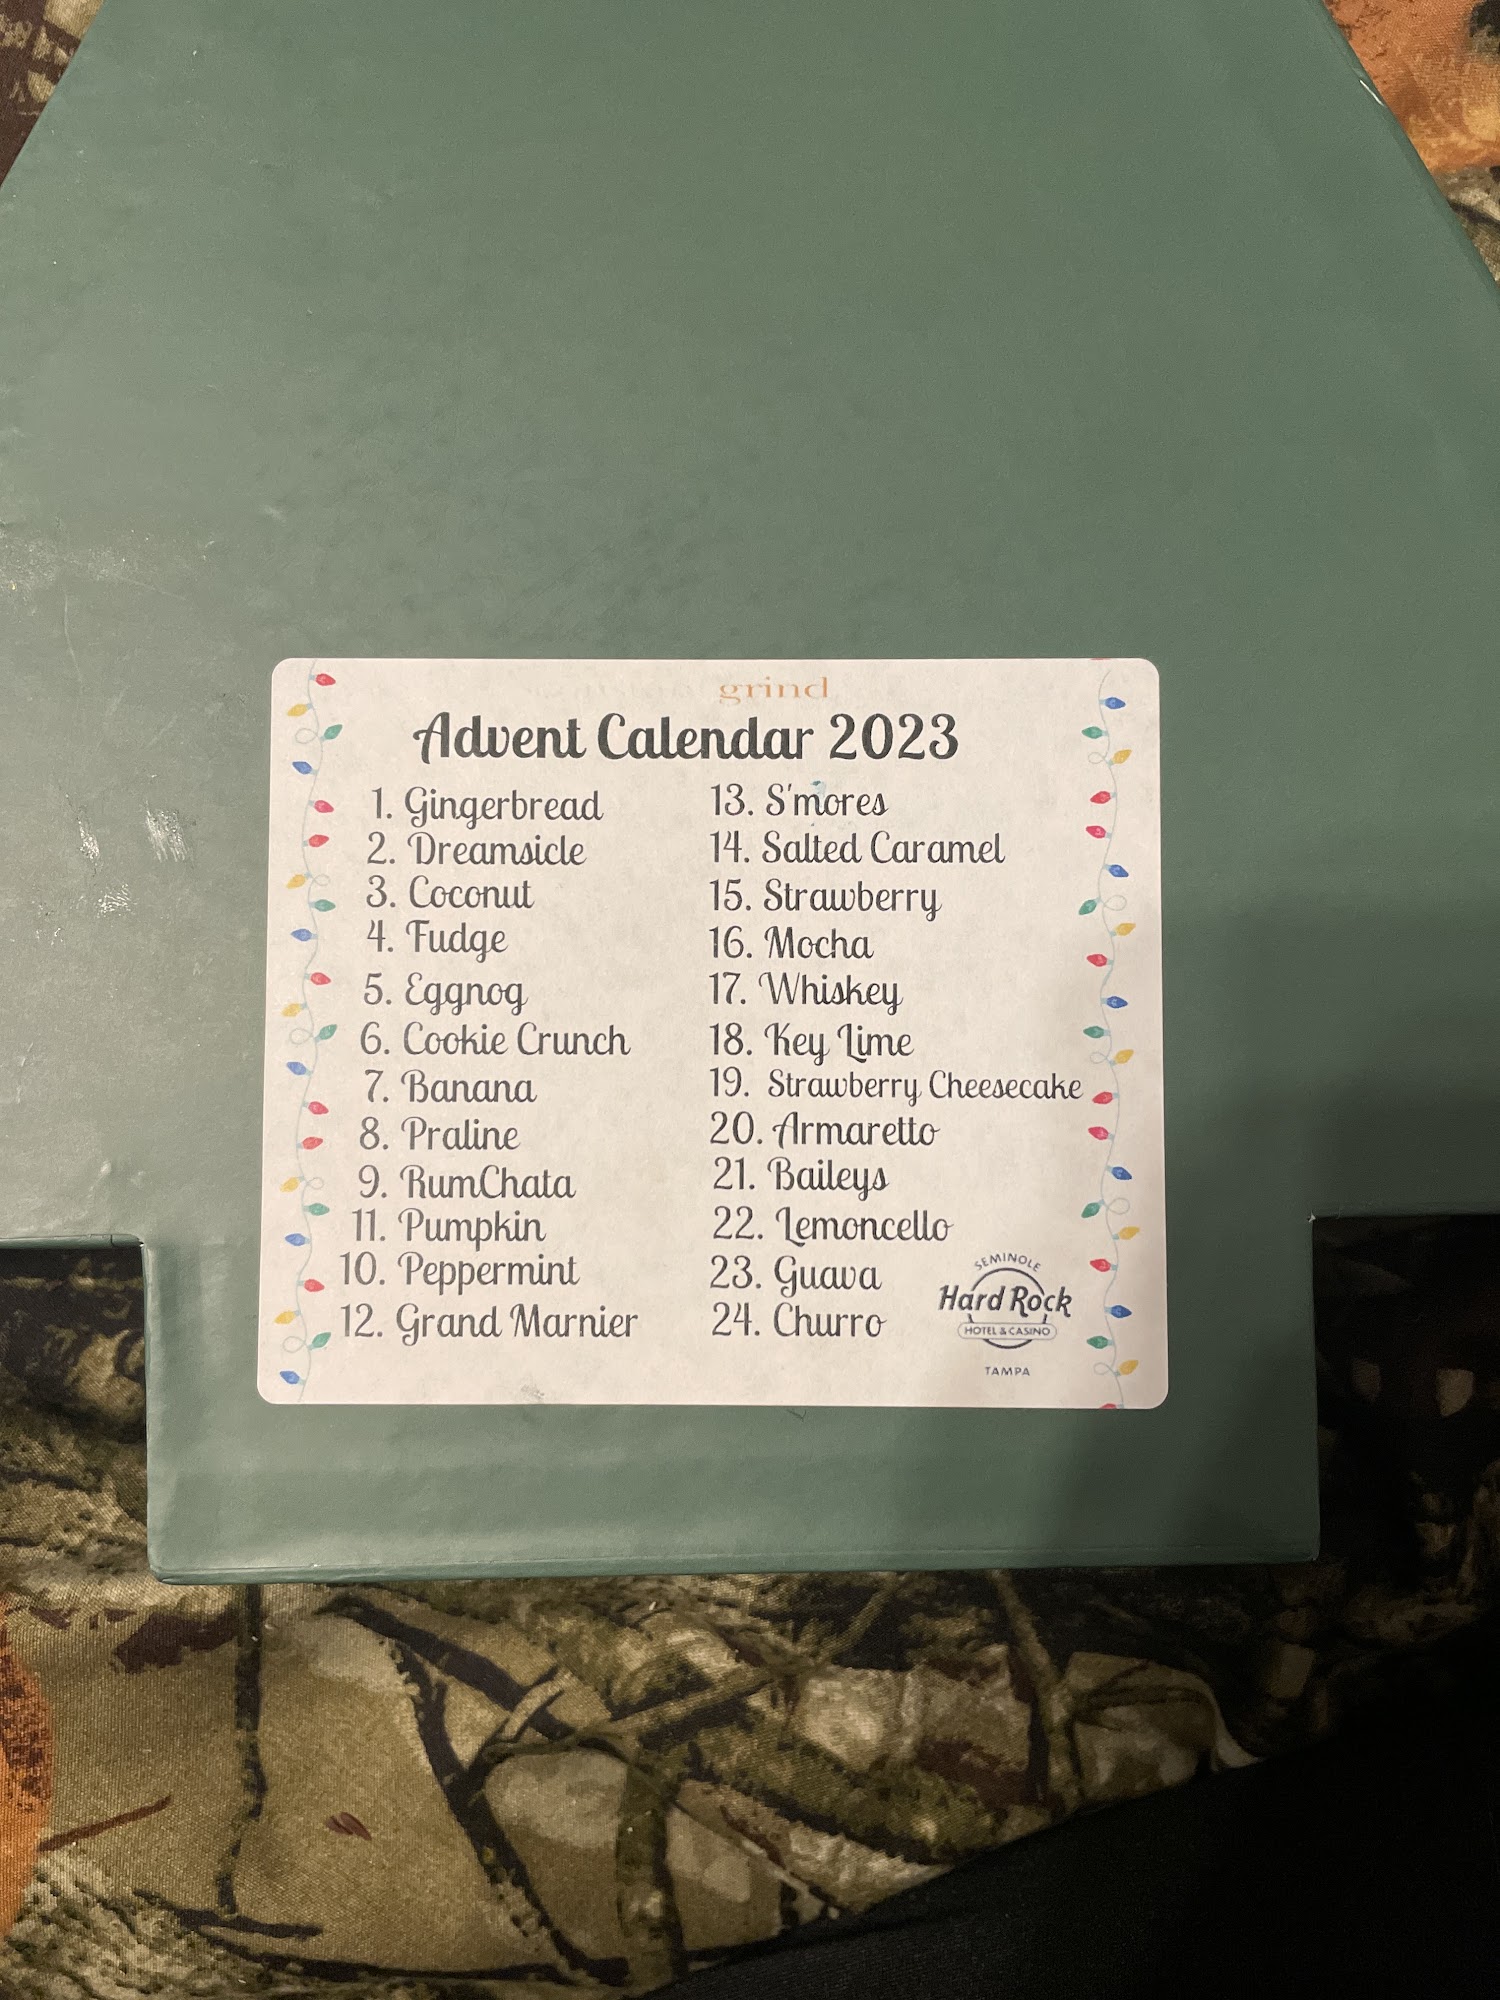 grind
Advent Calendar 2023
1. Gingerbread
2. Dreamsicle
3. Coconut
4. Fudge
5. Eggnog
6. Cookie Crunch
7. Banana
8. Praline
9. RumChata
11. Pumpkin
10. Peppermint
12. Grand Marnier
13. S'mores
14. Salted Caramel
15. Strawberry
16. Mocha
17. Whiskey
18. Key Lime
19. Strawberry Cheesecake
20. Armaretto
21. Baileys
22. Lemoncello
23. Guava
24. Churro
SEMINOLE
Hard Rock
HOTEL & CASINO
TAMPA